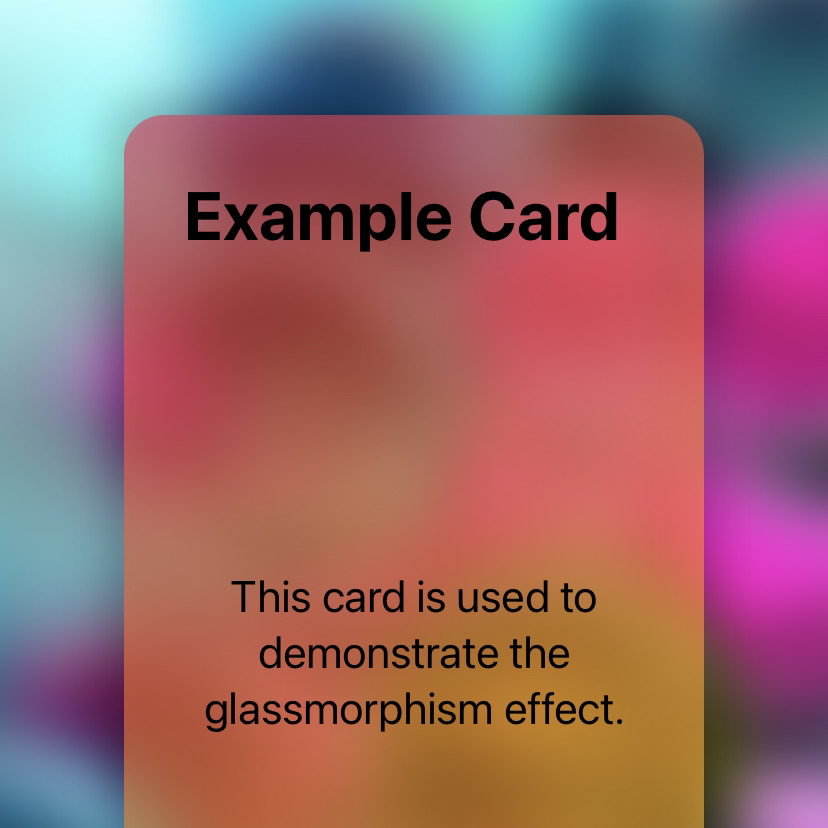 Example Card
This card is used to
demonstrate the
glassmorphism effect.